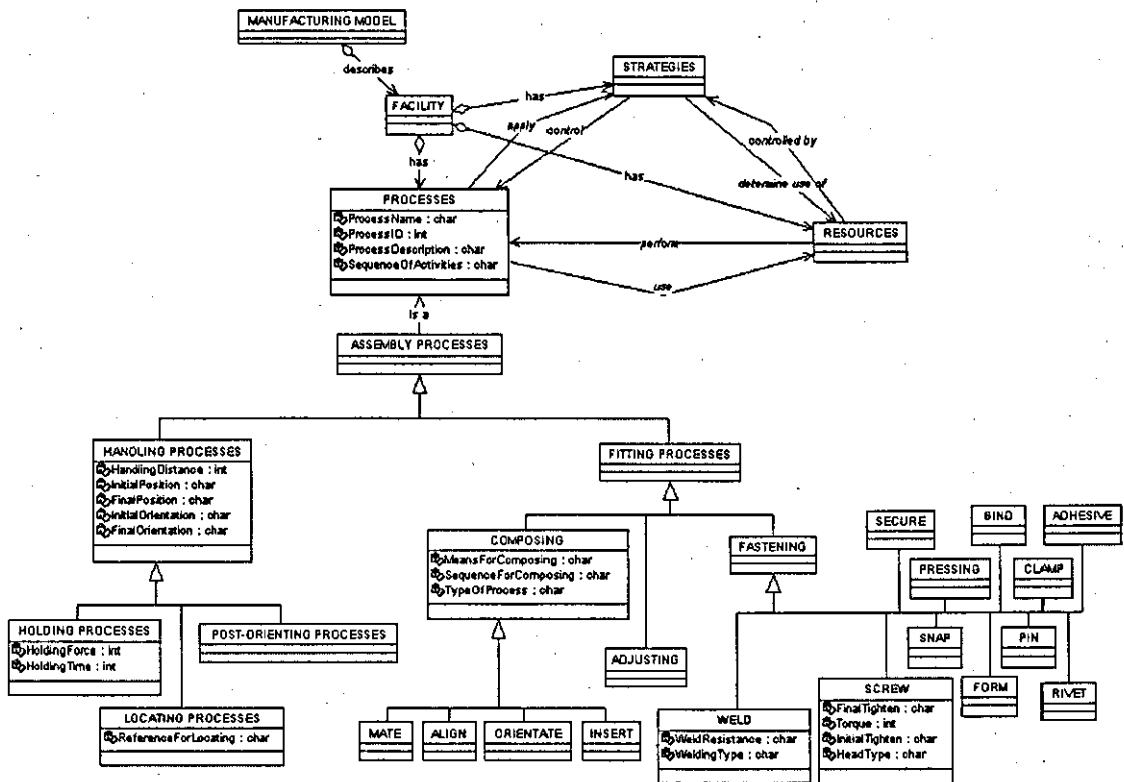 MANUFACTURING MODEL
describes
STRATEGIES
has
FACILITY
apply
control
controlled by
has
has
determine use of
PROCESSES
ProcessName : char
ProcessID : int
ProcessDescription : char
SequenceOfActivities : char
RESOURCES
perform
use
is a
ASSEMBLY PROCESSES
HANDLING PROCESSES
HandlingDistance : int
InitialPosition : char
FinalPosition : char
InitialOrientation : char
FinalOrientation : char
FITTING PROCESSES
SECURE
BIND
ADHESIVE
COMPOSING
MeansForComposing : char
SequenceForComposing : char
TypeOfProcess : char
FASTENING
PRESSING
CLAMP
HOLDING PROCESSES
HoldingForce : int
HoldingTime : int
POST-ORIENTING PROCESSES
ADJUSTING
SNAP
PIN
LOCATING PROCESSES
ReferenceForLocating : char
MATE
ALIGN
ORIENTATE
INSERT
WELD
WeldResistance : char
WeldingType : char
SCREW
FinalTighten : char
Torque : int
InitialTighten : char
HeadType : char
FORM
RIVET